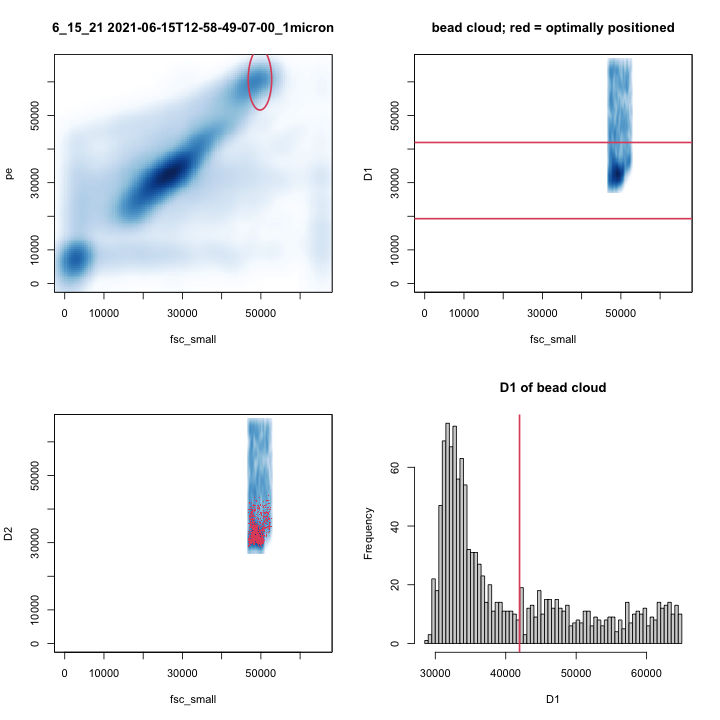 6_15_21 2021-06-15T12-58-49-07-00_1micron
pe
50000
30000
10000
0
0 10000 30000 50000
fsc_small
bead cloud; red = optimally positioned
D1
50000
30000
10000
0
0 10000 30000 50000
fsc_small
D2
50000
30000
10000
0
0 10000 30000 50000
fsc_small
D1 of bead cloud
Frequency
60
40
20
0
30000 40000 50000 60000
D1